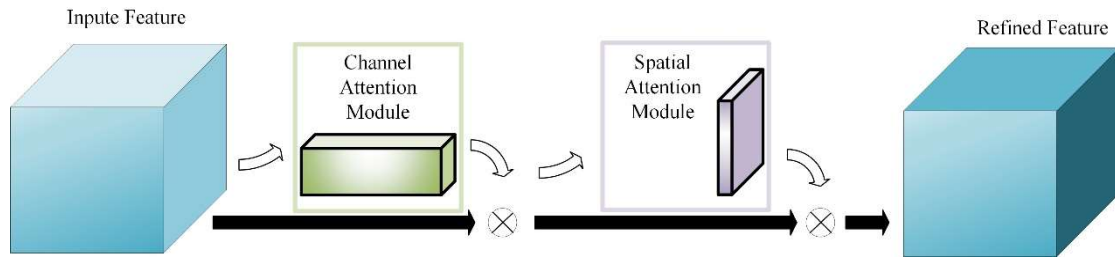 Inpute Feature
Channel
Attention
Module
Spatial
Attention
Module
Refined Feature